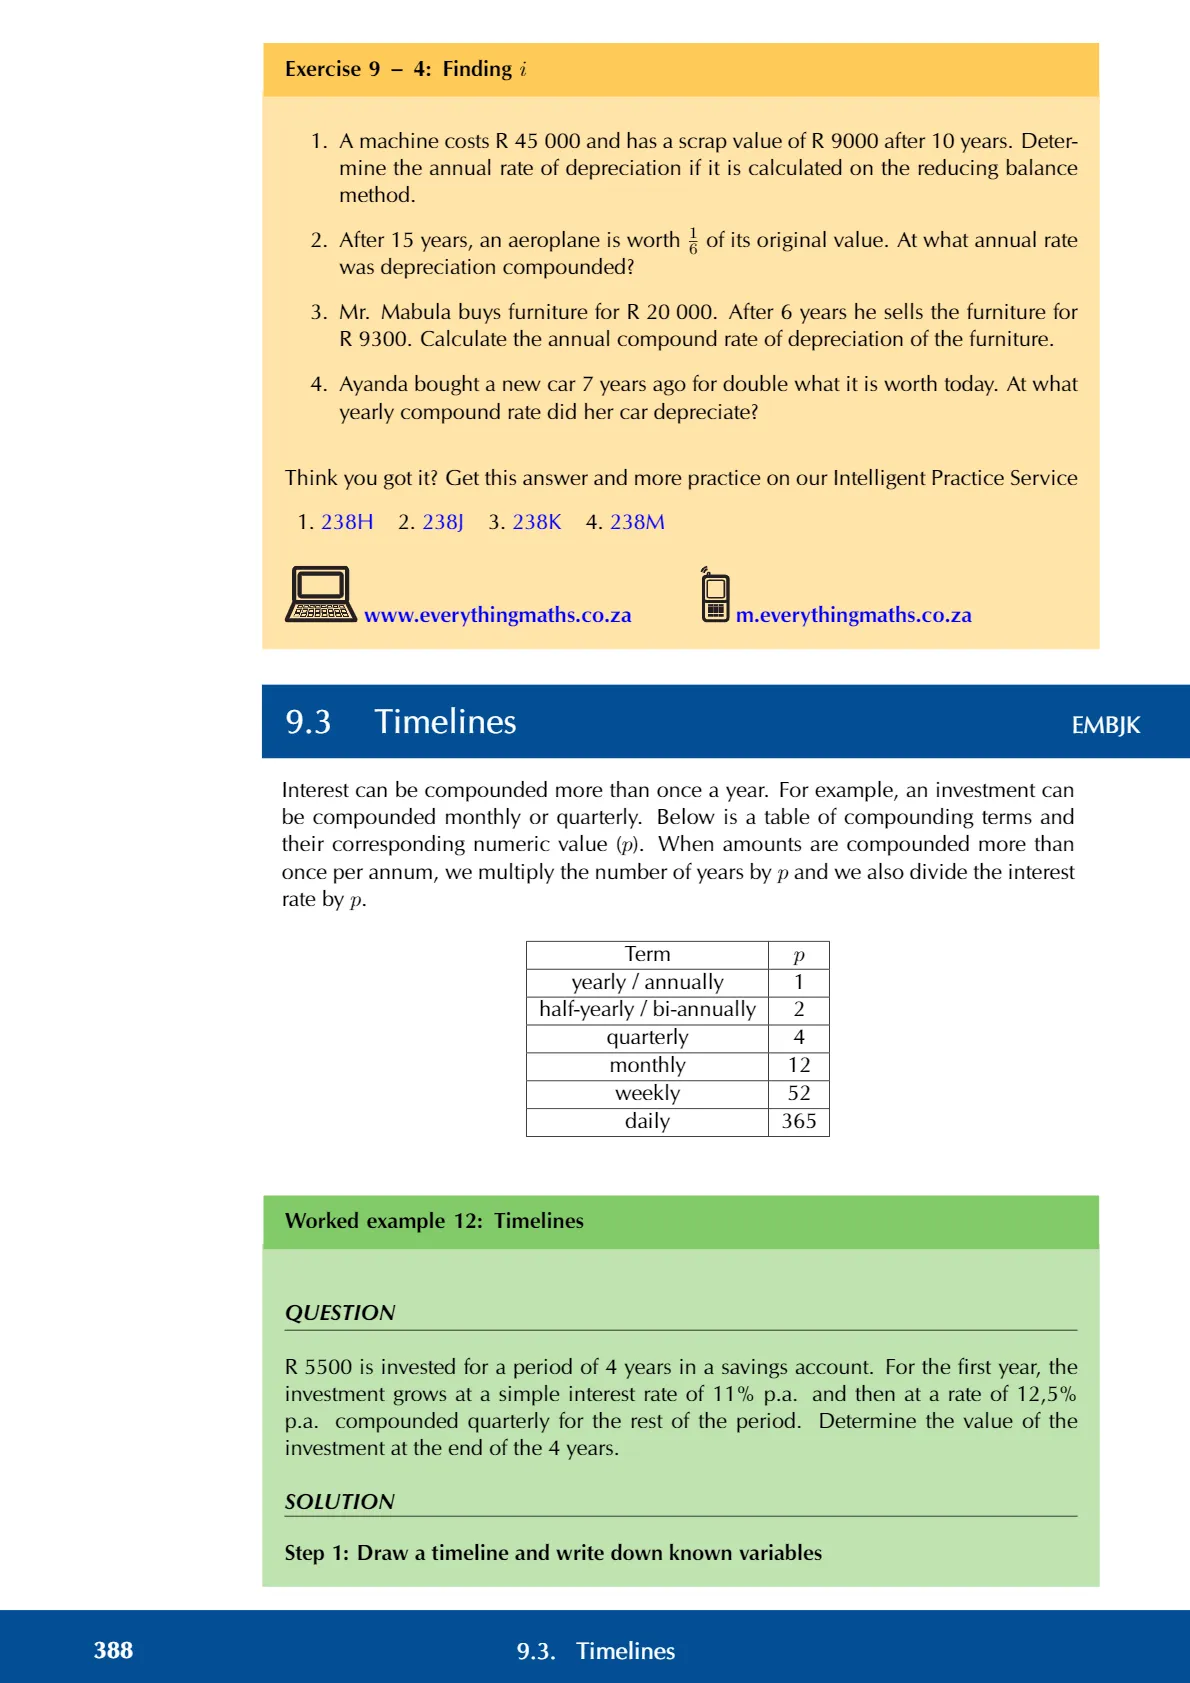 Exercise 9 – 4: Finding i
1. A machine costs R 45 000 and has a scrap value of R 9000 after 10 years. Deter-
mine the annual rate of depreciation if it is calculated on the reducing balance
method.
2. After 15 years, an aeroplane is worth 1/6 of its original value. At what annual rate
was depreciation compounded?
3. Mr. Mabula buys furniture for R 20 000. After 6 years he sells the furniture for
R 9300. Calculate the annual compound rate of depreciation of the furniture.
4. Ayanda bought a new car 7 years ago for double what it is worth today. At what
yearly compound rate did her car depreciate?
Think you got it? Get this answer and more practice on our Intelligent Practice Service
1. 238H 2. 238J 3. 238K 4. 238M
www.everythingmaths.co.za m.everythingmaths.co.za
9.3 Timelines EMBJK
Interest can be compounded more than once a year. For example, an investment can
be compounded monthly or quarterly. Below is a table of compounding terms and
their corresponding numeric value (p). When amounts are compounded more than
once per annum, we multiply the number of years by p and we also divide the interest
rate by p.
Term p
yearly / annually 1
half-yearly / bi-annually 2
quarterly 4
monthly 12
weekly 52
daily 365
Worked example 12: Timelines
QUESTION
R 5500 is invested for a period of 4 years in a savings account. For the first year, the
investment grows at a simple interest rate of 11% p.a. and then at a rate of 12,5%
p.a. compounded quarterly for the rest of the period. Determine the value of the
investment at the end of the 4 years.
SOLUTION
Step 1: Draw a timeline and write down known variables
388 9.3. Timelines